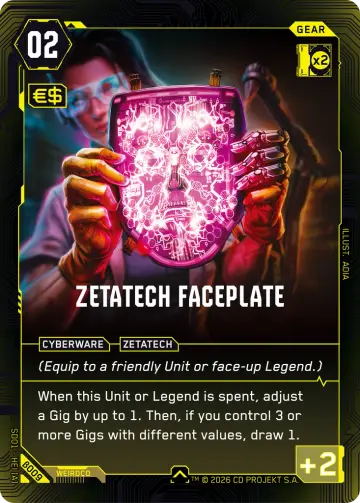 02
GEAR
€$
x2
ILLUST. ADIA
ZETATECH FACEPLATE
CYBERWARE ZETATECH
(Equip to a friendly Unit or face-up Legend.)
When this Unit or Legend is spent, adjust
a Gig by up to 1. Then, if you control 3 or
more Gigs with different values, draw 1.
+2
WEIRDCO
™ © 2026 CD PROJEKT S.A.